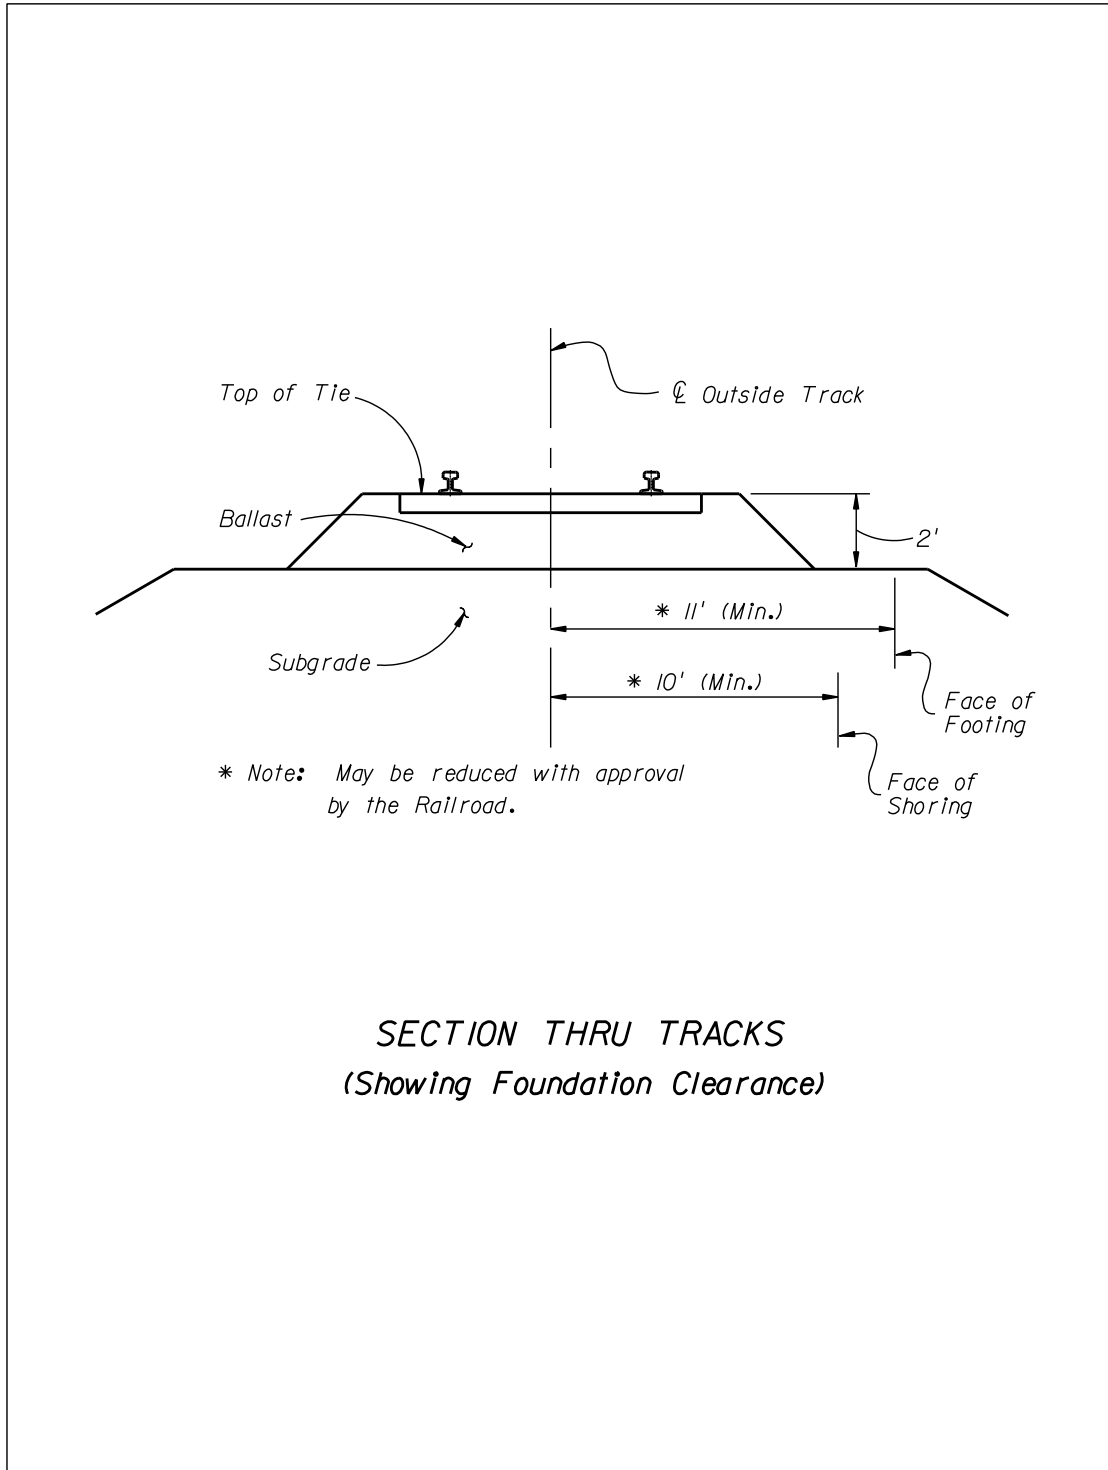 Top of Tie
℄ Outside Track
Ballast
2'
* 11' (Min.)
Subgrade
* 10' (Min.)
Face of
Footing
* Note: May be reduced with approval
by the Railroad.
Face of
Shoring
SECTION THRU TRACKS
(Showing Foundation Clearance)